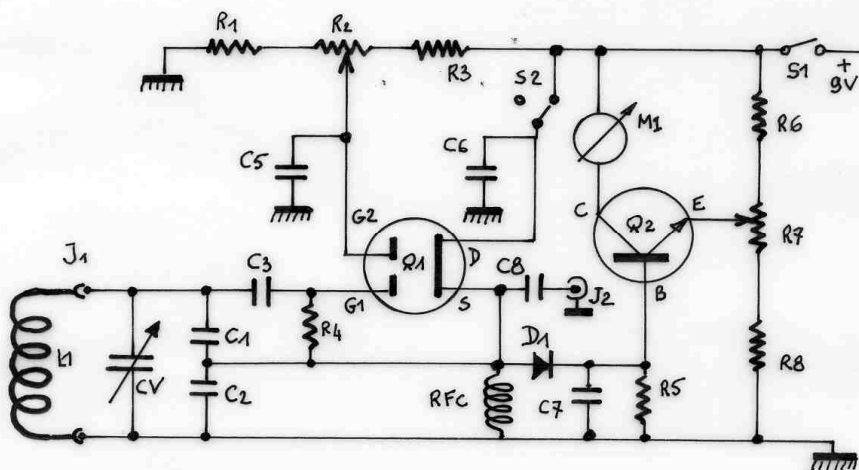 R1
R2
R3
S2
S1
+
9V
M1
R6
C5
C6
G2
C
Q2
E
R7
J1
C3
Q1
D
C8
J2
B
G1
S
R4
C1
D1
L1
CV
C2
RFC
C7
R5
R8